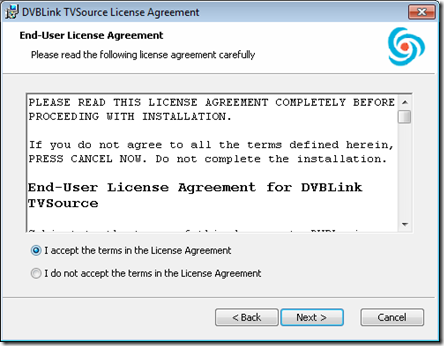 DVBLink TVSource License Agreement
End-User License Agreement
Please read the following license agreement carefully
PLEASE READ THIS LICENSE AGREEMENT COMPLETELY BEFORE
PROCEEDING WITH INSTALLATION.
If you do not agree to all the terms defined herein,
PRESS CANCEL NOW. Do not complete the installation.
End-User License Agreement for DVBLink
TVSource
I accept the terms in the License Agreement
I do not accept the terms in the License Agreement
< Back Next > Cancel